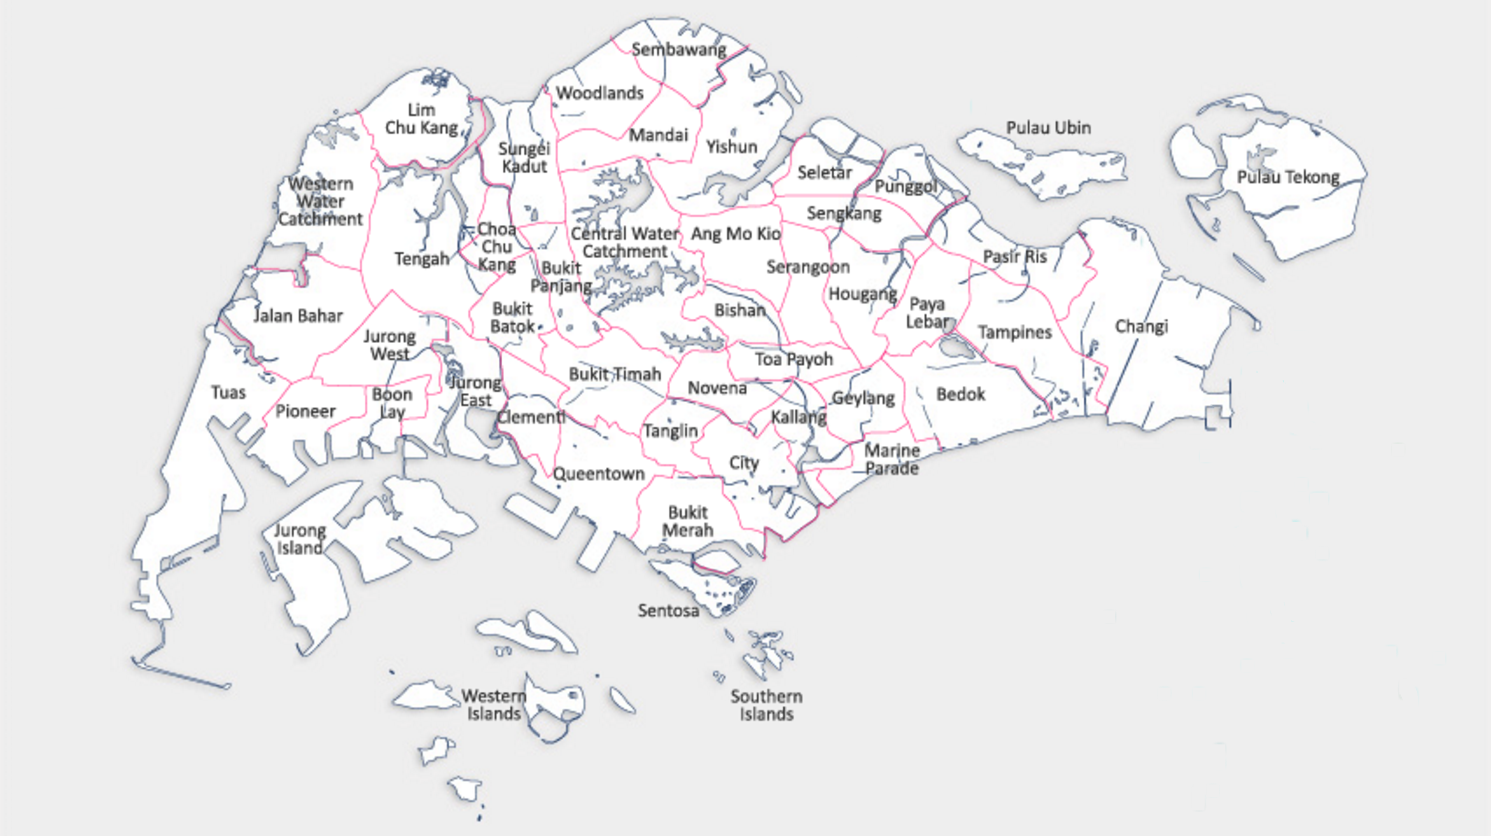 Sembawang
Woodlands
Lim
Chu Kang
Mandai
Pulau Ubin
Sungei
Kadut
Yishun
Seletar
Punggol
Pulau Tekong
Western
Water
Catchment
Sengkang
Choa
Chu
Kang
Central Water
Catchment
Ang Mo Kio
Tengah
Bukit
Panjang
Serangoon
Pasir Ris
Hougang
Jalan Bahar
Bukit
Batok
Bishan
Paya
Lebar
Tampines
Changi
Jurong
West
Toa Payoh
Bukit Timah
Novena
Tuas
Pioneer
Boon
Lay
Jurong
East
Clementi
Geylang
Bedok
Kallang
Tanglin
City
Marine
Parade
Queentown
Bukit
Merah
Jurong
Island
Sentosa
Western
Islands
Southern
Islands